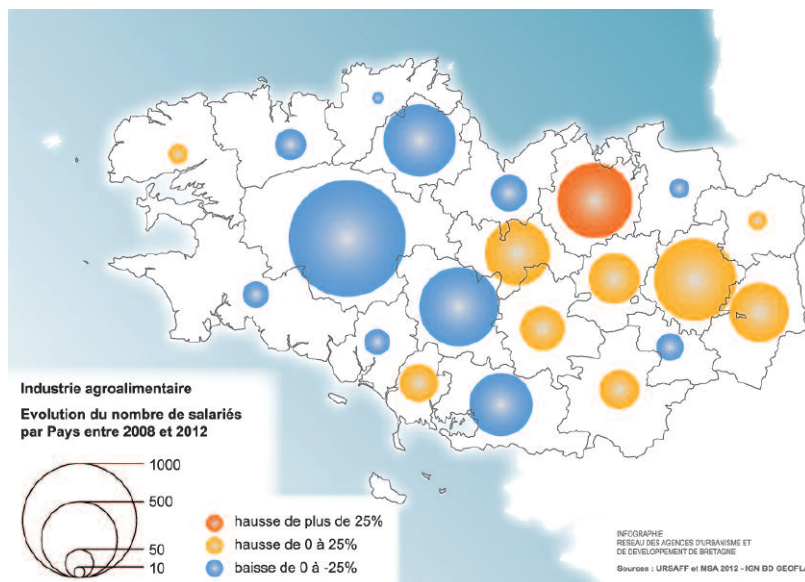 Industrie agroalimentaire
Evolution du nombre de salariés
par Pays entre 2008 et 2012
1000
500
50
10
hausse de plus de 25%
hausse de 0 à 25%
baisse de 0 à -25%
INFOGRAPHIE
RESEAU DES AGENCES D'URBANISME ET
DE DEVELOPPEMENT DE BRETAGNE
Sources : URSAFF et MSA 2012 - IGN BD GEOFLA